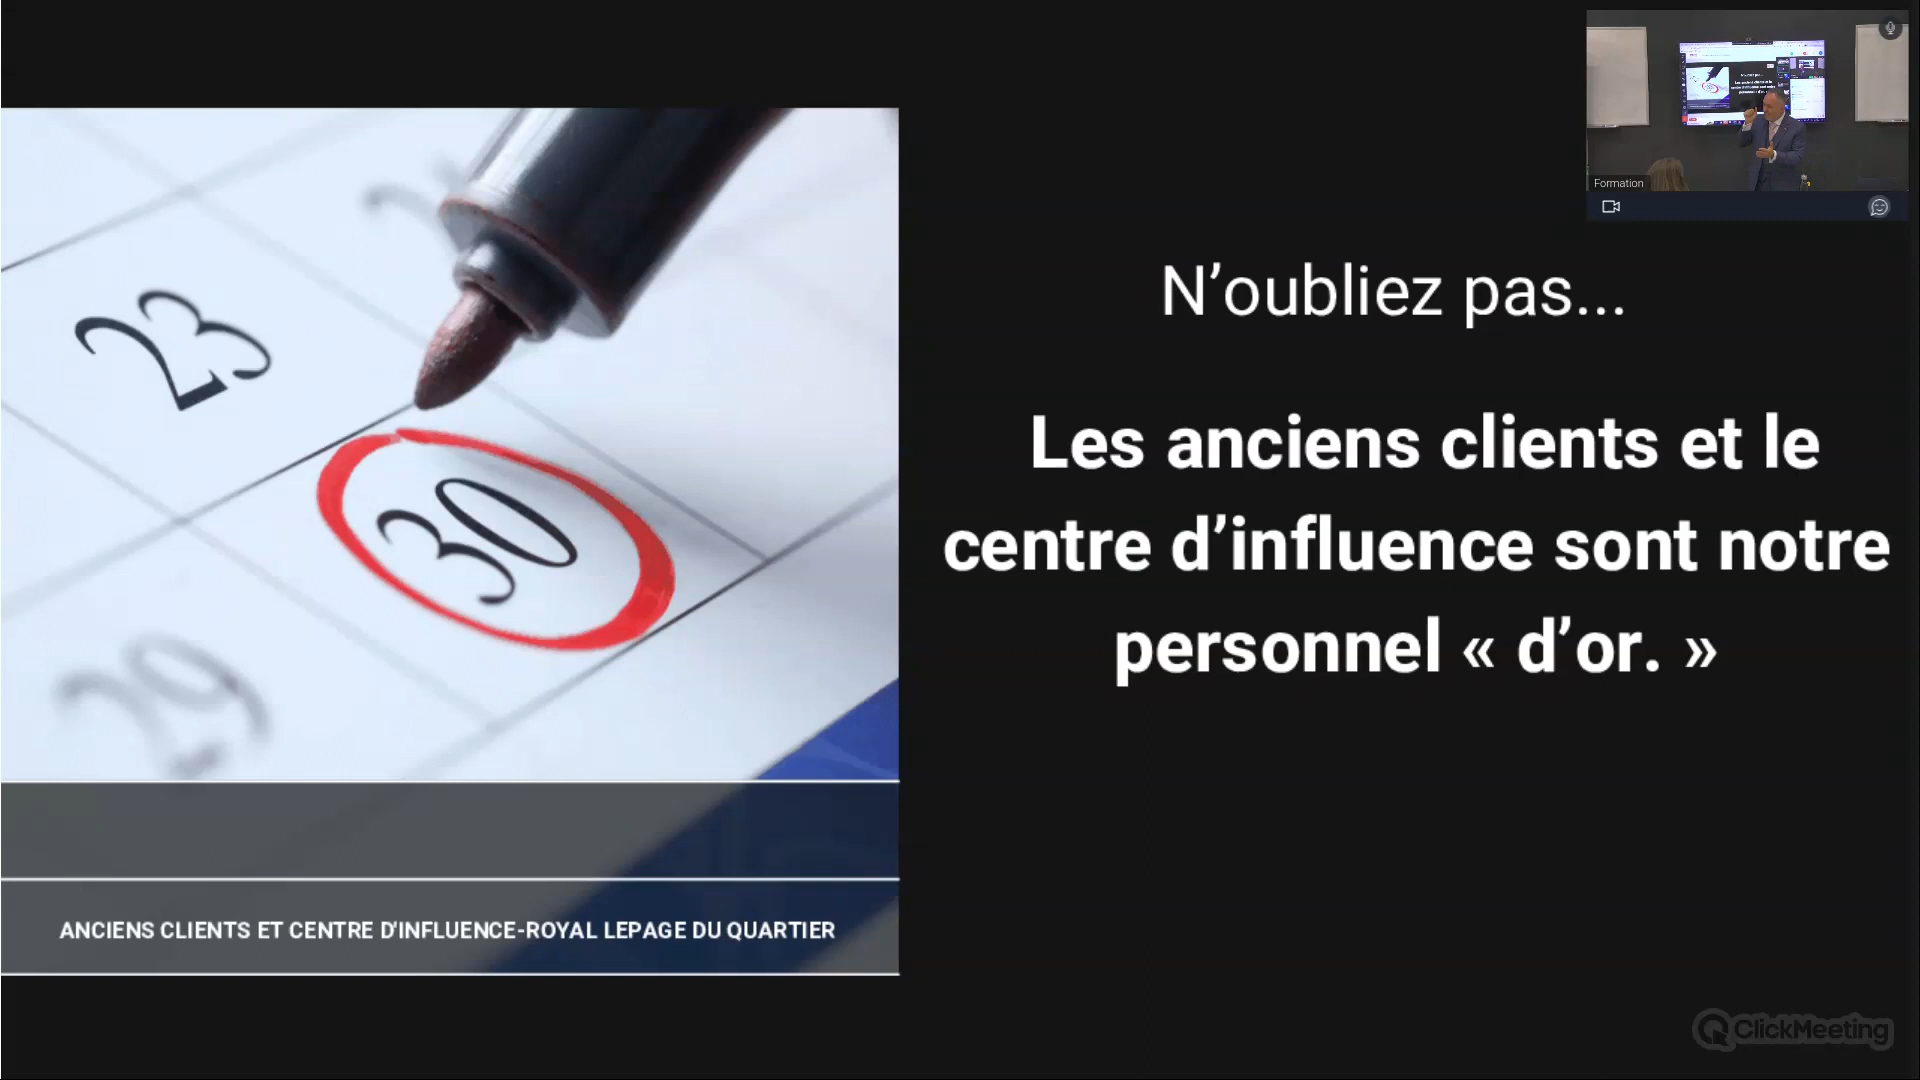 Formation
N’oubliez pas...
Les anciens clients et le
centre d’influence sont notre
personnel « d’or. »
23
30
29
ANCIENS CLIENTS ET CENTRE D'INFLUENCE-ROYAL LEPAGE DU QUARTIER
ClickMeeting